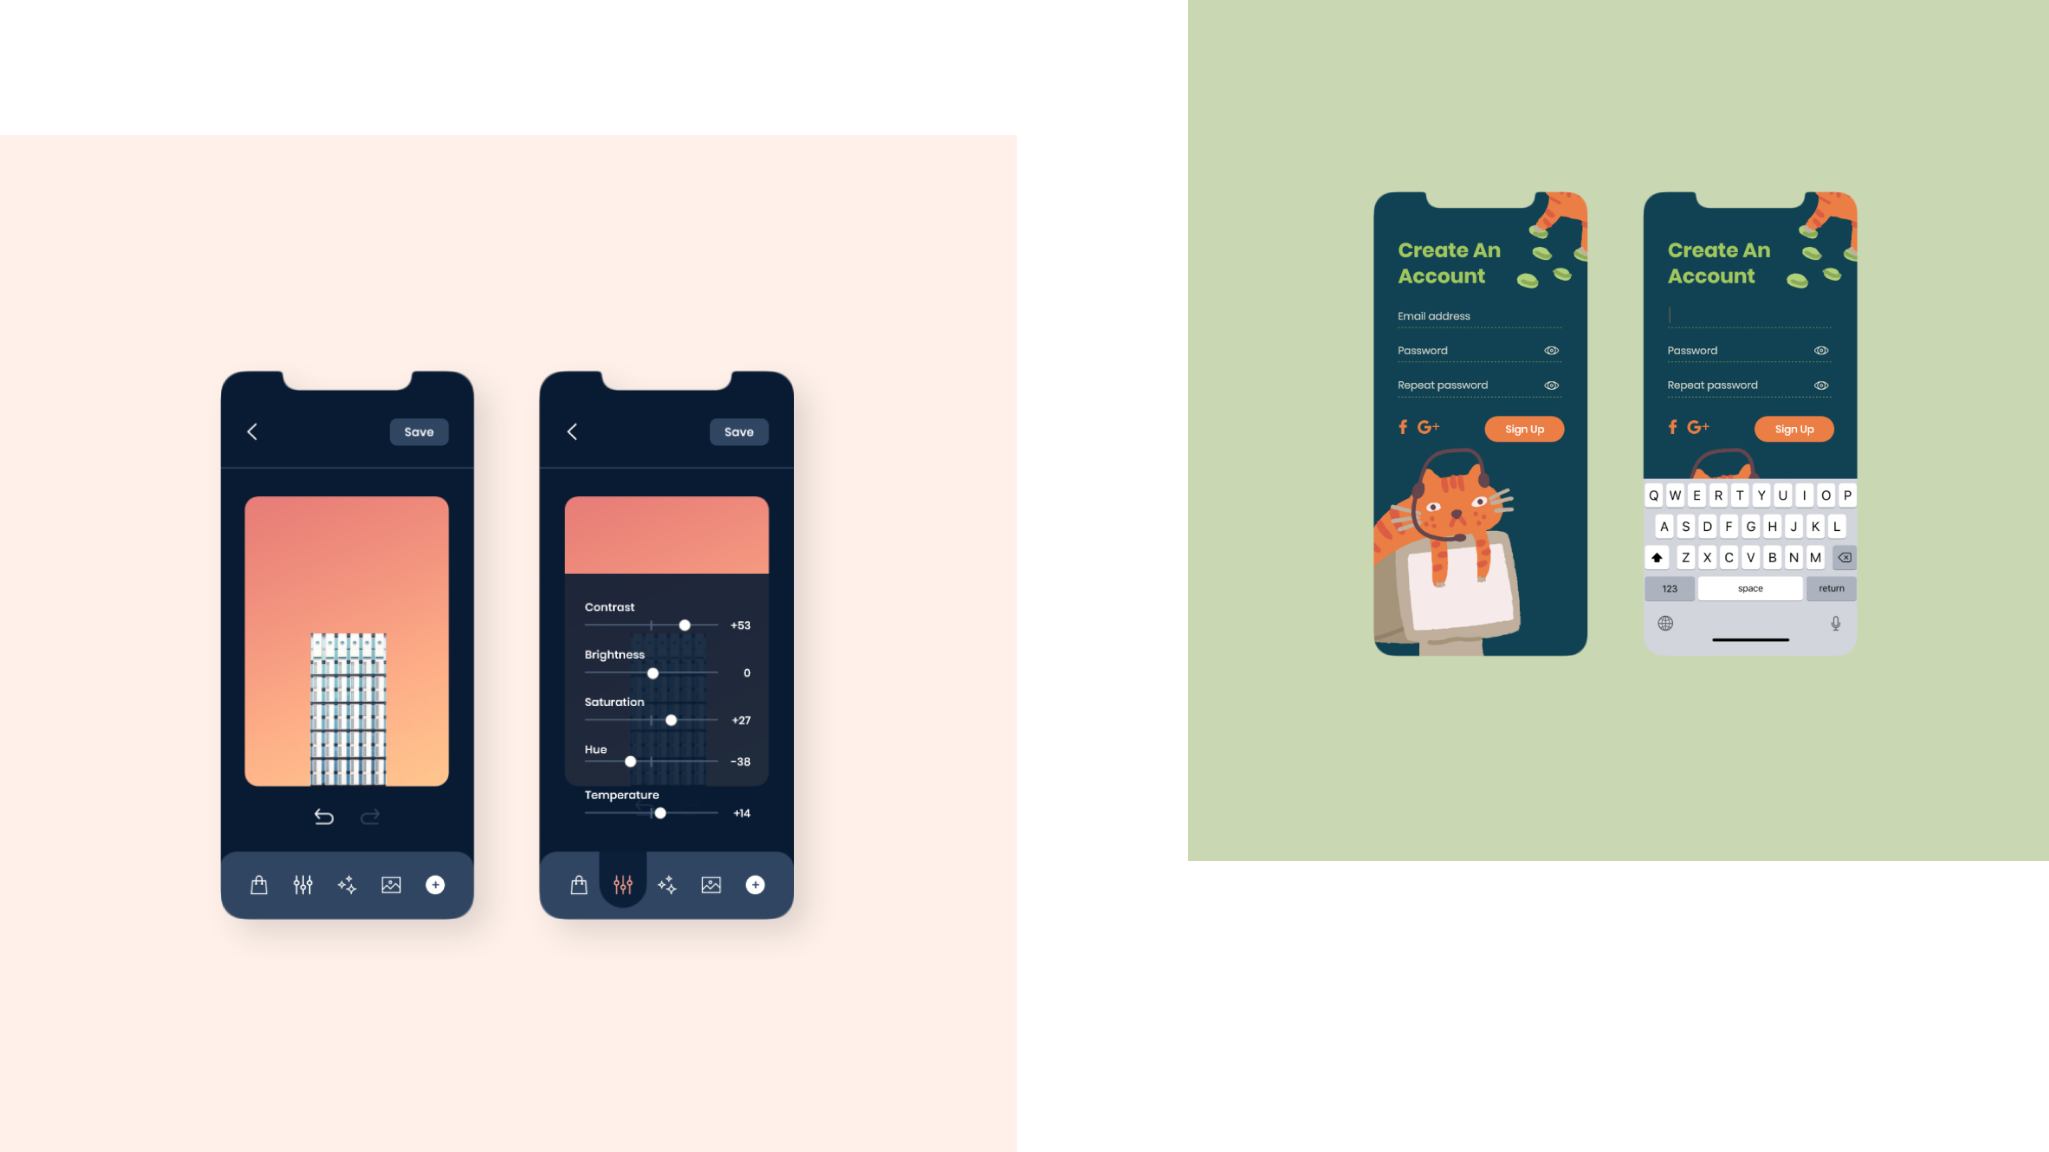 Save
Save
Contrast
+53
Brightness
0
Saturation
+27
Hue
-38
Temperature
+14
Create An
Account
Email address
Password
Repeat password
f G+ Sign Up
Create An
Account
Password
Repeat password
f G+ Sign Up
Q W E R T Y U I O P
A S D F G H J K L
Z X C V B N M
123 space return